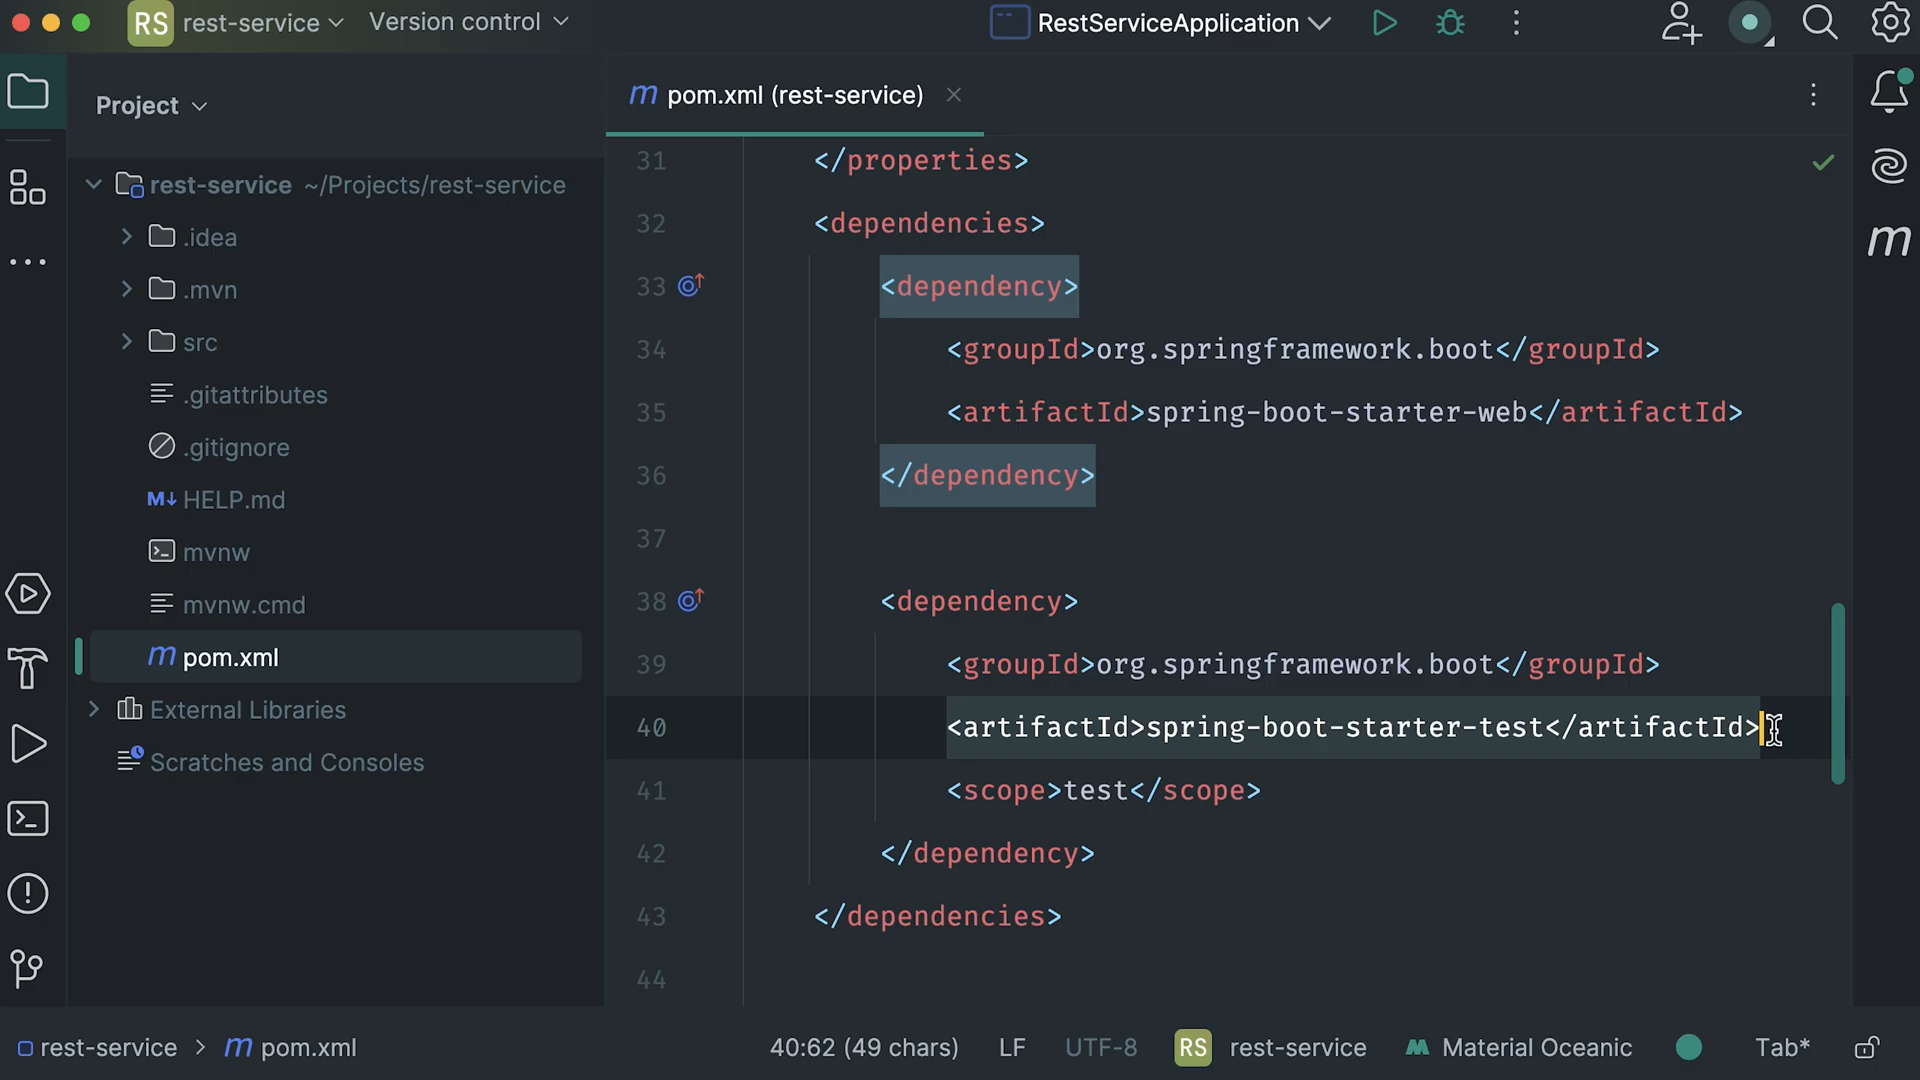 RS rest-service Version control RestServiceApplication
Project
m pom.xml (rest-service)
rest-service ~/Projects/rest-service
.idea
.mvn
src
.gitattributes
.gitignore
M↓ HELP.md
mvnw
mvnw.cmd
m pom.xml
External Libraries
Scratches and Consoles
31 </properties>
32 <dependencies>
33 <dependency>
34 <groupId>org.springframework.boot</groupId>
35 <artifactId>spring-boot-starter-web</artifactId>
36 </dependency>
37
38 <dependency>
39 <groupId>org.springframework.boot</groupId>
40 <artifactId>spring-boot-starter-test</artifactId>
41 <scope>test</scope>
42 </dependency>
43 </dependencies>
44
m
rest-service > m pom.xml 40:62 (49 chars) LF UTF-8 RS rest-service Material Oceanic Tab*